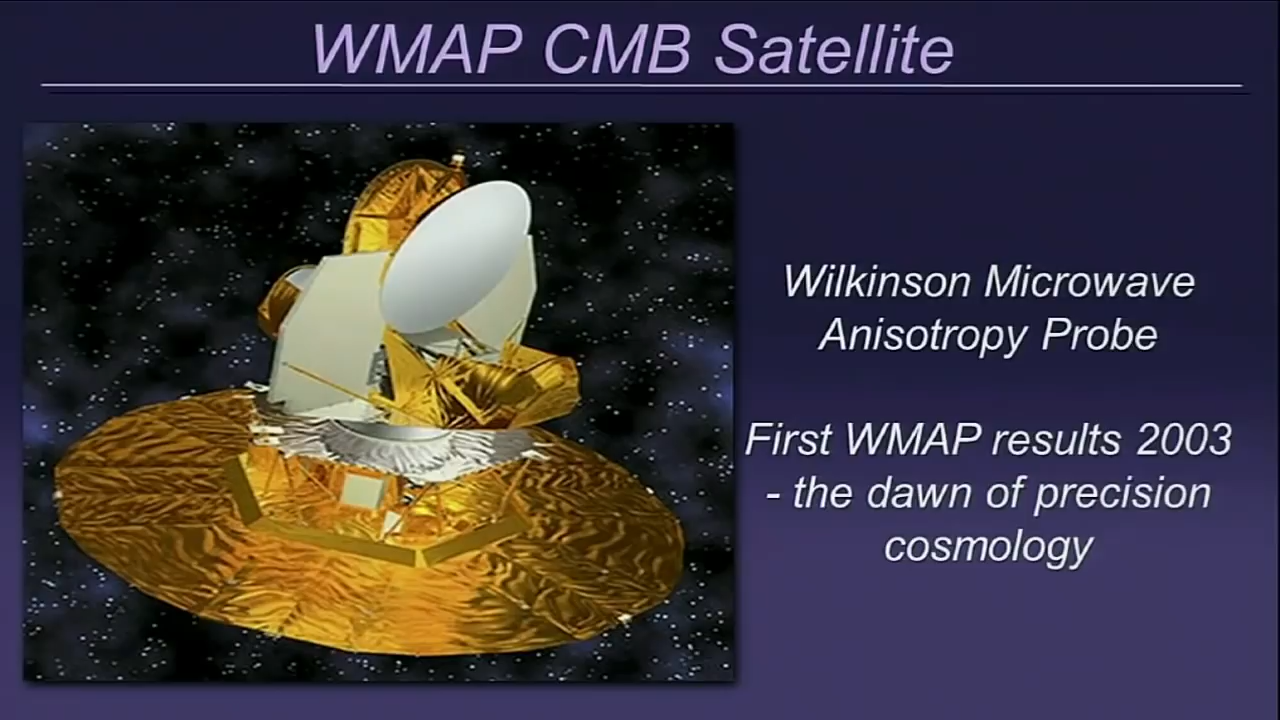 WMAP CMB Satellite
Wilkinson Microwave
Anisotropy Probe
First WMAP results 2003
- the dawn of precision
cosmology